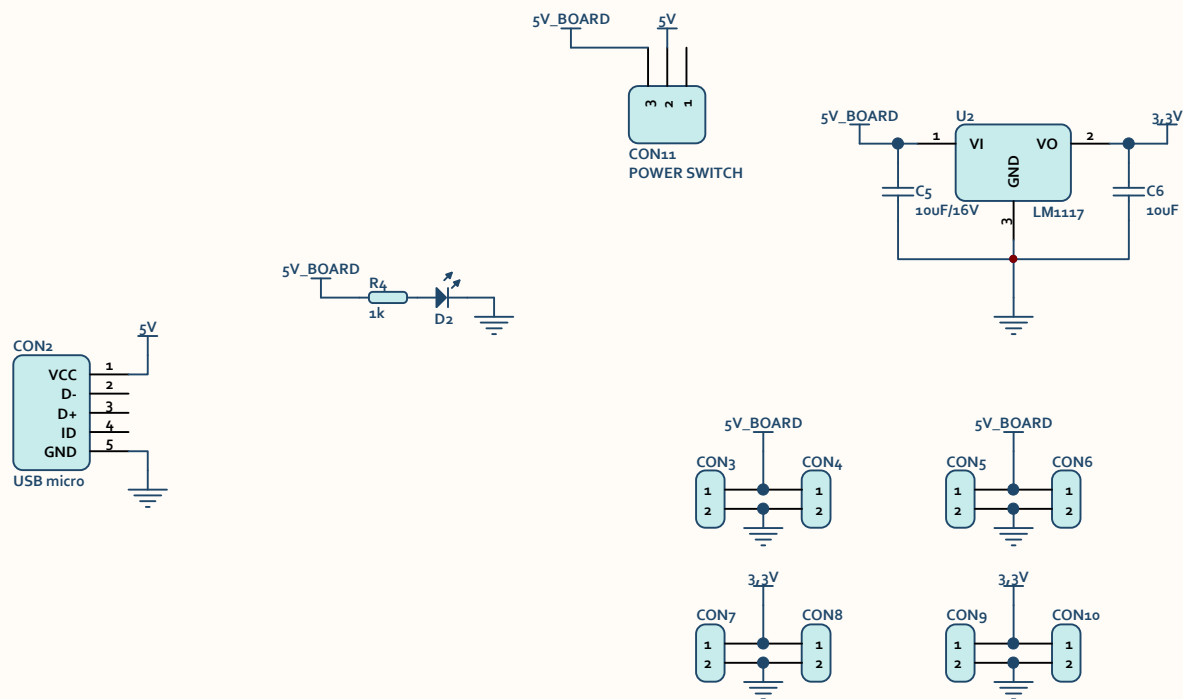 5V_BOARD
5V
3
2
1
CON11
POWER SWITCH
5V_BOARD
U2
3,3V
1
VI
VO
2
GND
3
C5
10uF/16V
LM1117
C6
10uF
5V_BOARD
R4
1k
D2
5V
CON2
VCC
1
D-
2
D+
3
ID
4
GND
5
USB micro
5V_BOARD
CON3
CON4
1
1
2
2
5V_BOARD
CON5
CON6
1
1
2
2
3,3V
CON7
CON8
1
1
2
2
3,3V
CON9
CON10
1
1
2
2